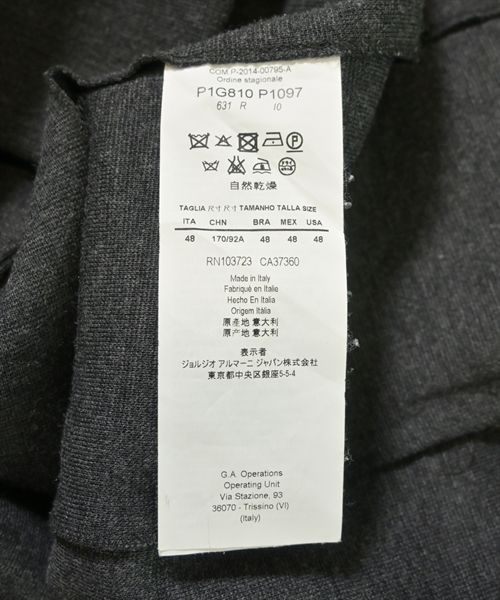 COM.P-2014-00795-A
Ordine stagionale
P1G810 P1097
631 R 10
自然乾燥
TAGLIA 尺寸 尺寸 TAMANHO TALLA SIZE
ITA CHN BRA MEX USA
48 170/92A 48 48 48
RN103723 CA37360
Made in Italy
Fabriqué en Italie
Hecho En Italia
Origem Itália
原產地 意大利
原产地 意大利
表示者
ジョルジオ アルマーニ ジャパン株式会社
東京都中央区銀座5-5-4
G.A. Operations
Operating Unit
Via Stazione, 93
36070 - Trissino (VI)
(Italy)